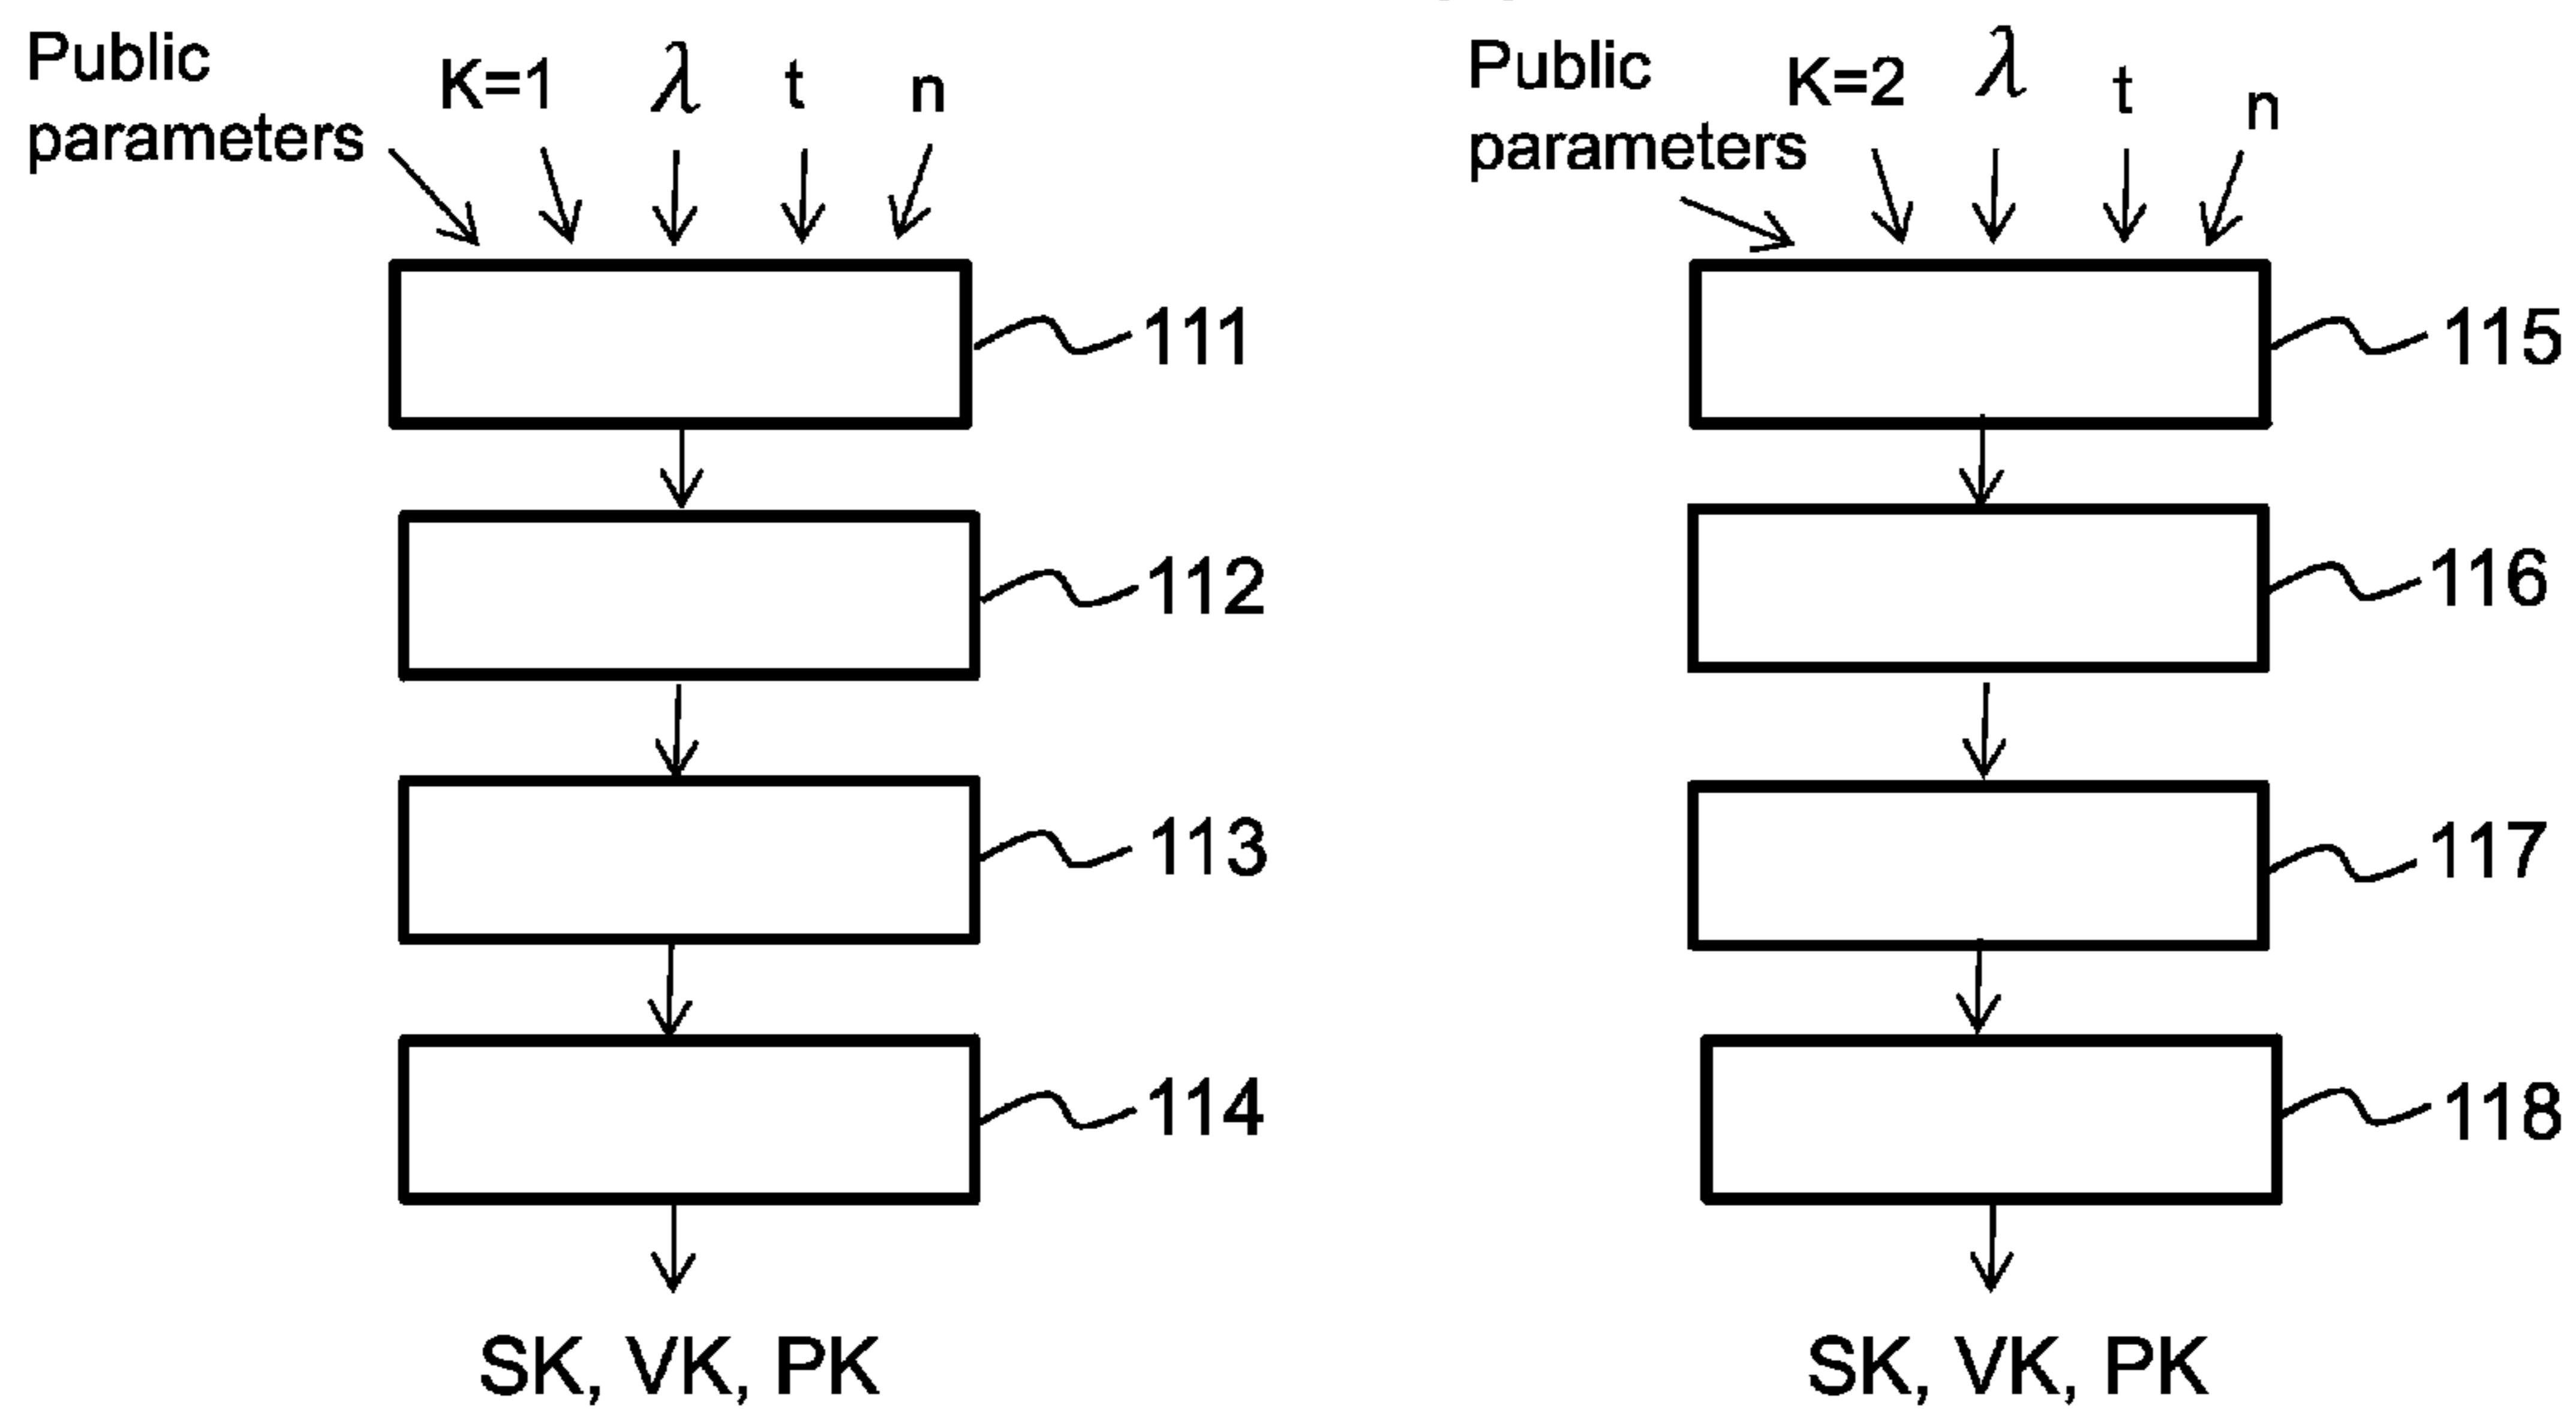 Public
parameters
K=1
λ
t
n
111
112
113
114
SK, VK, PK
Public
parameters
K=2
λ
t
n
115
116
117
118
SK, VK, PK